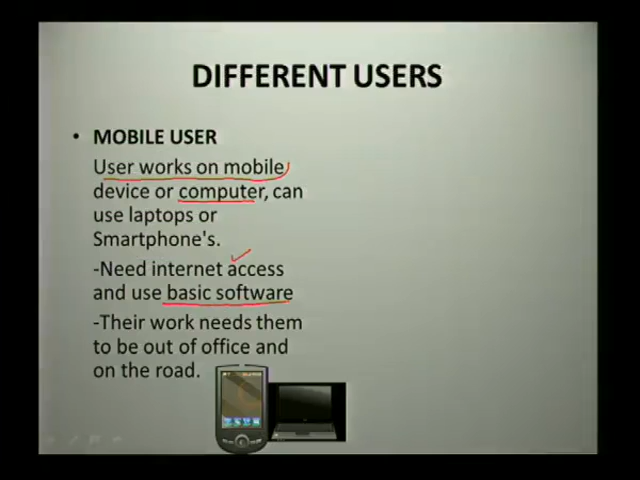 DIFFERENT USERS
• MOBILE USER
User works on mobile
device or computer, can
use laptops or
Smartphone's.
-Need internet access
and use basic software
-Their work needs them
to be out of office and
on the road.